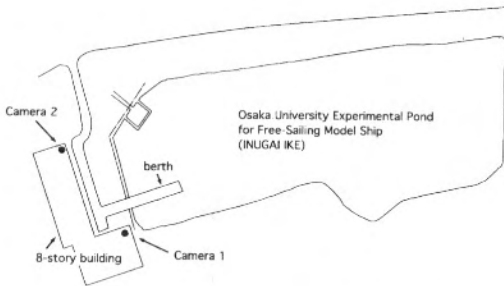 Osaka University Experimental Pond
for Free-Sailing Model Ship
(INUGAI IKE)
Camera 2
berth
8-story building
Camera 1